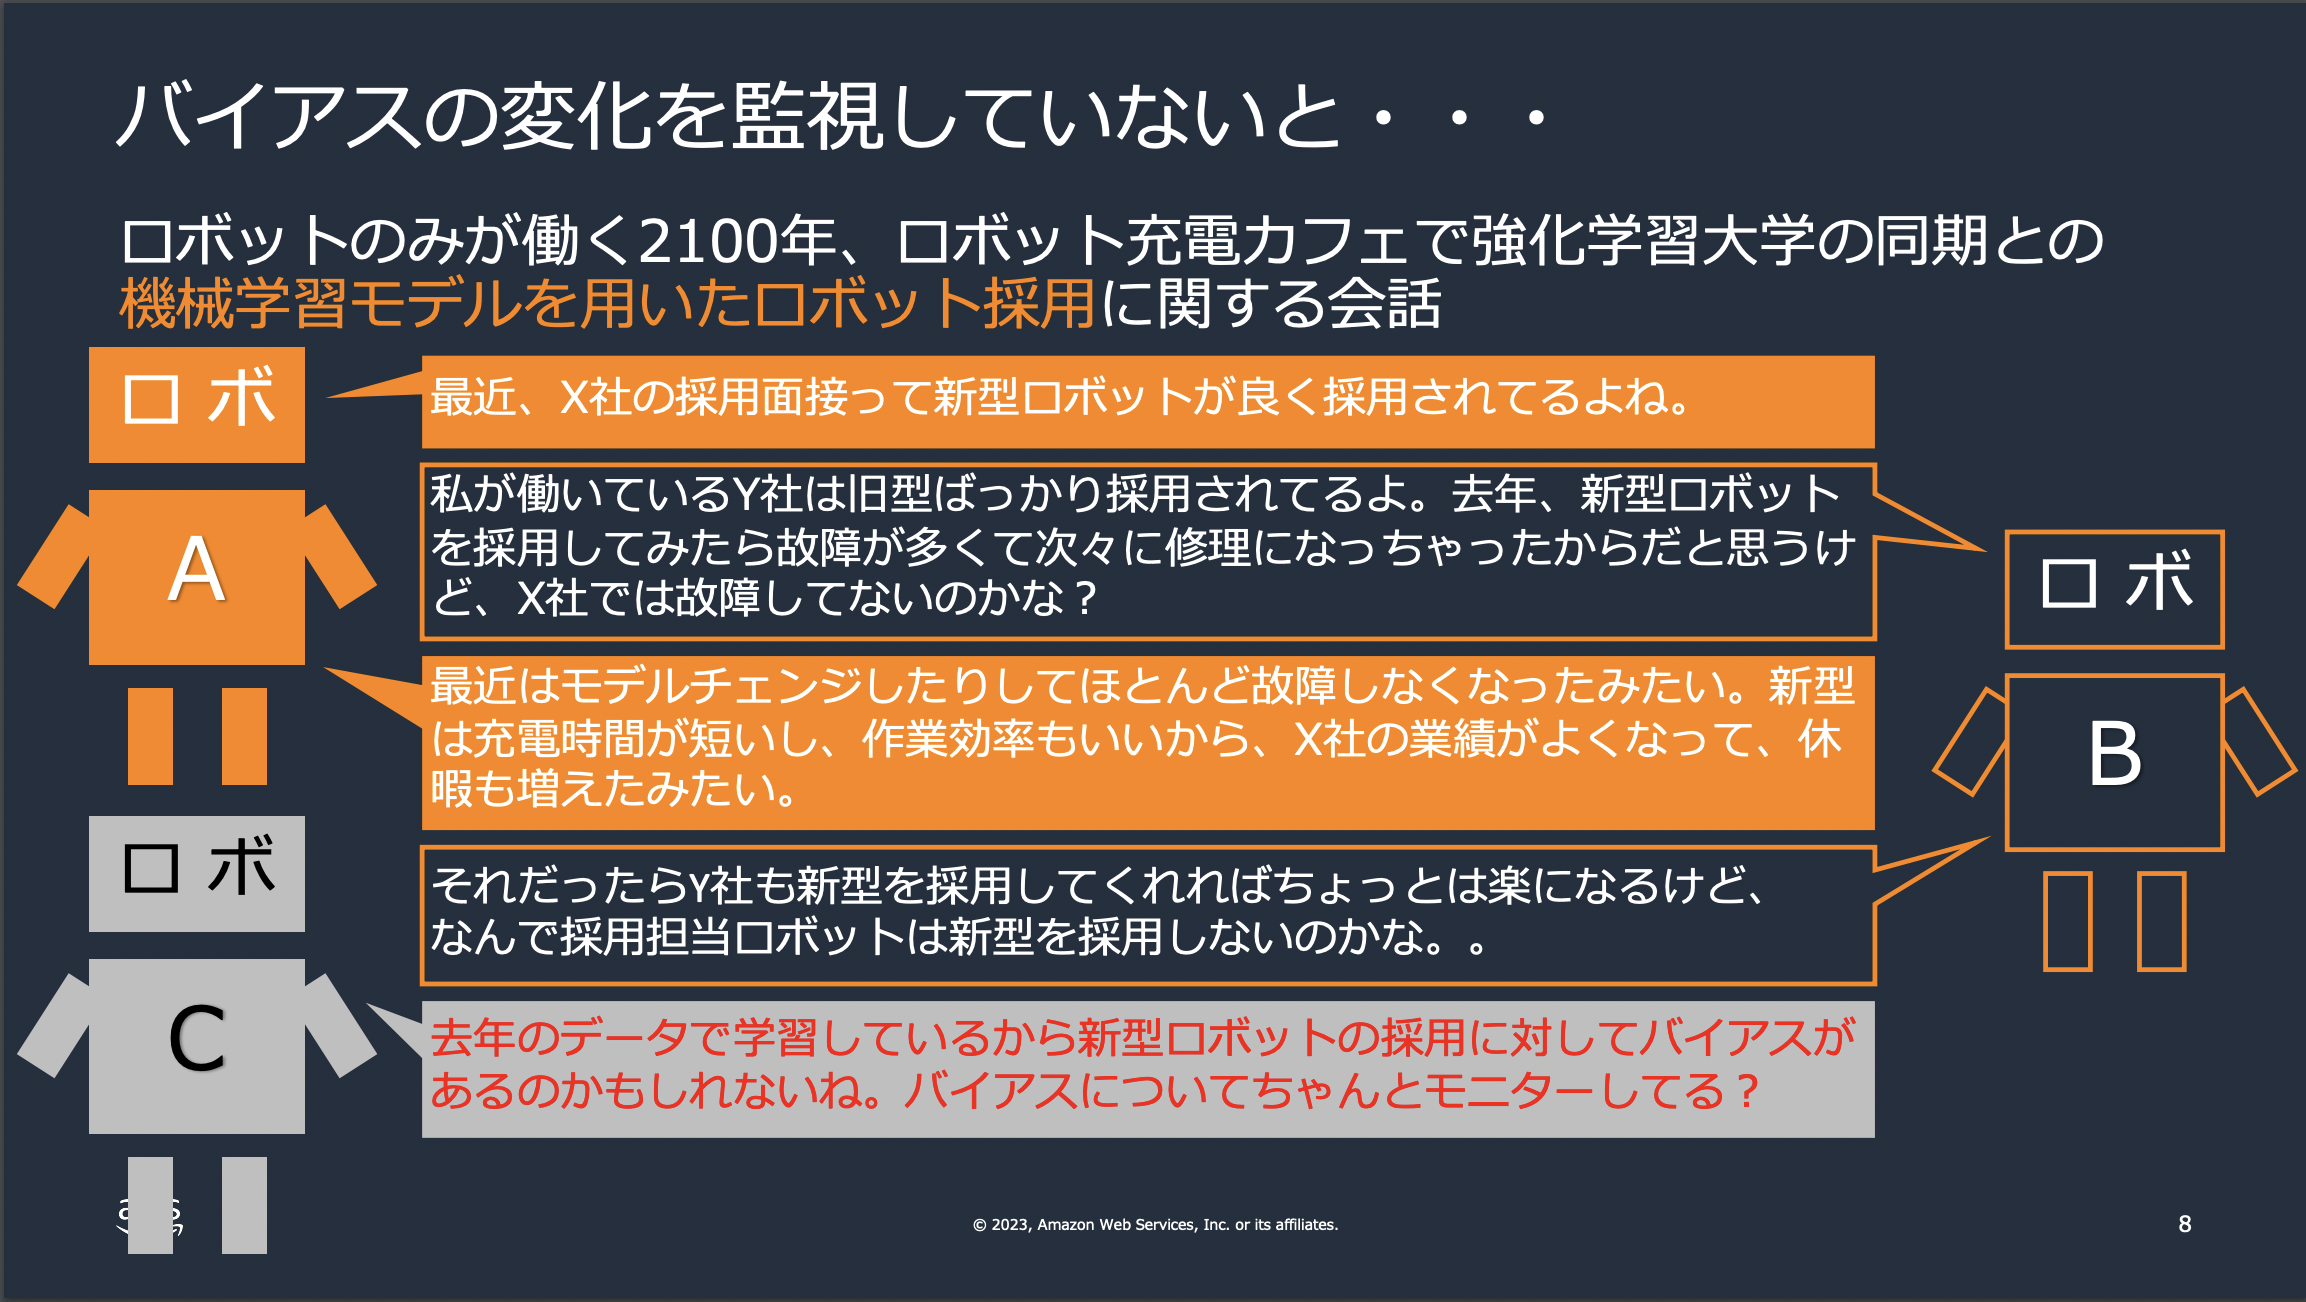 バイアスの変化を監視していないと・・・
ロボットのみが働く2100年、ロボット充電カフェで強化学習大学の同期との
機械学習モデルを用いたロボット採用に関する会話
ロボ
A
最近、X社の採用面接って新型ロボットが良く採用されてるよね。
私が働いているY社は旧型ばっかり採用されてるよ。去年、新型ロボット
を採用してみたら故障が多くて次々に修理になっちゃったからだと思うけ
ど、X社では故障してないのかな？
ロボ
B
最近はモデルチェンジしたりしてほとんど故障しなくなったみたい。新型
は充電時間が短いし、作業効率もいいから、X社の業績がよくなって、休
暇も増えたみたい。
それだったらY社も新型を採用してくれればちょっとは楽になるけど、
なんで採用担当ロボットは新型を採用しないのかな。。
ロボ
C
去年のデータで学習しているから新型ロボットの採用に対してバイアスが
あるのかもしれないね。バイアスについてちゃんとモニターしてる？
© 2023, Amazon Web Services, Inc. or its affiliates.
8